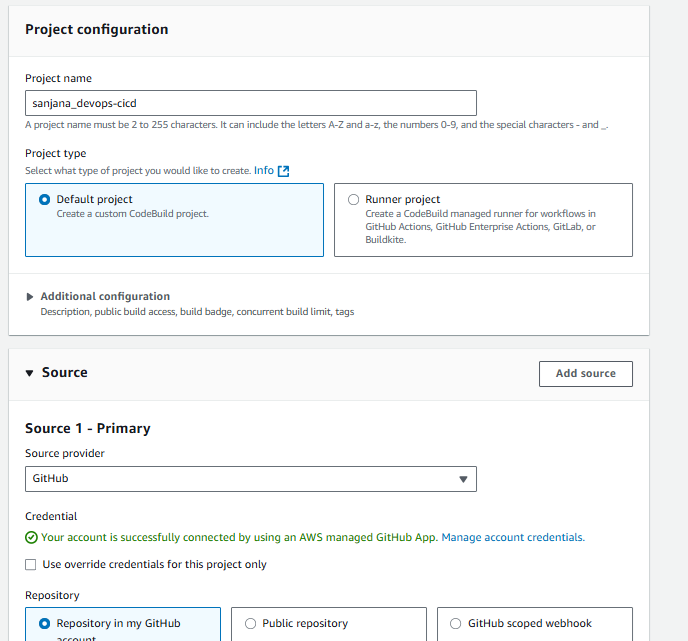 Project configuration
Project name
sanjana_devops-cicd
A project name must be 2 to 255 characters. It can include the letters A-Z and a-z, the numbers 0-9, and the special characters - and _.
Project type
Select what type of project you would like to create. Info
Default project
Create a custom CodeBuild project.
Runner project
Create a CodeBuild managed runner for workflows in
GitHub Actions, GitHub Enterprise Actions, GitLab, or
Buildkite.
Additional configuration
Description, public build access, build badge, concurrent build limit, tags
Source
Add source
Source 1 - Primary
Source provider
GitHub
Credential
Your account is successfully connected by using an AWS managed GitHub App. Manage account credentials.
Use override credentials for this project only
Repository
Repository in my GitHub
account
Public repository
GitHub scoped webhook